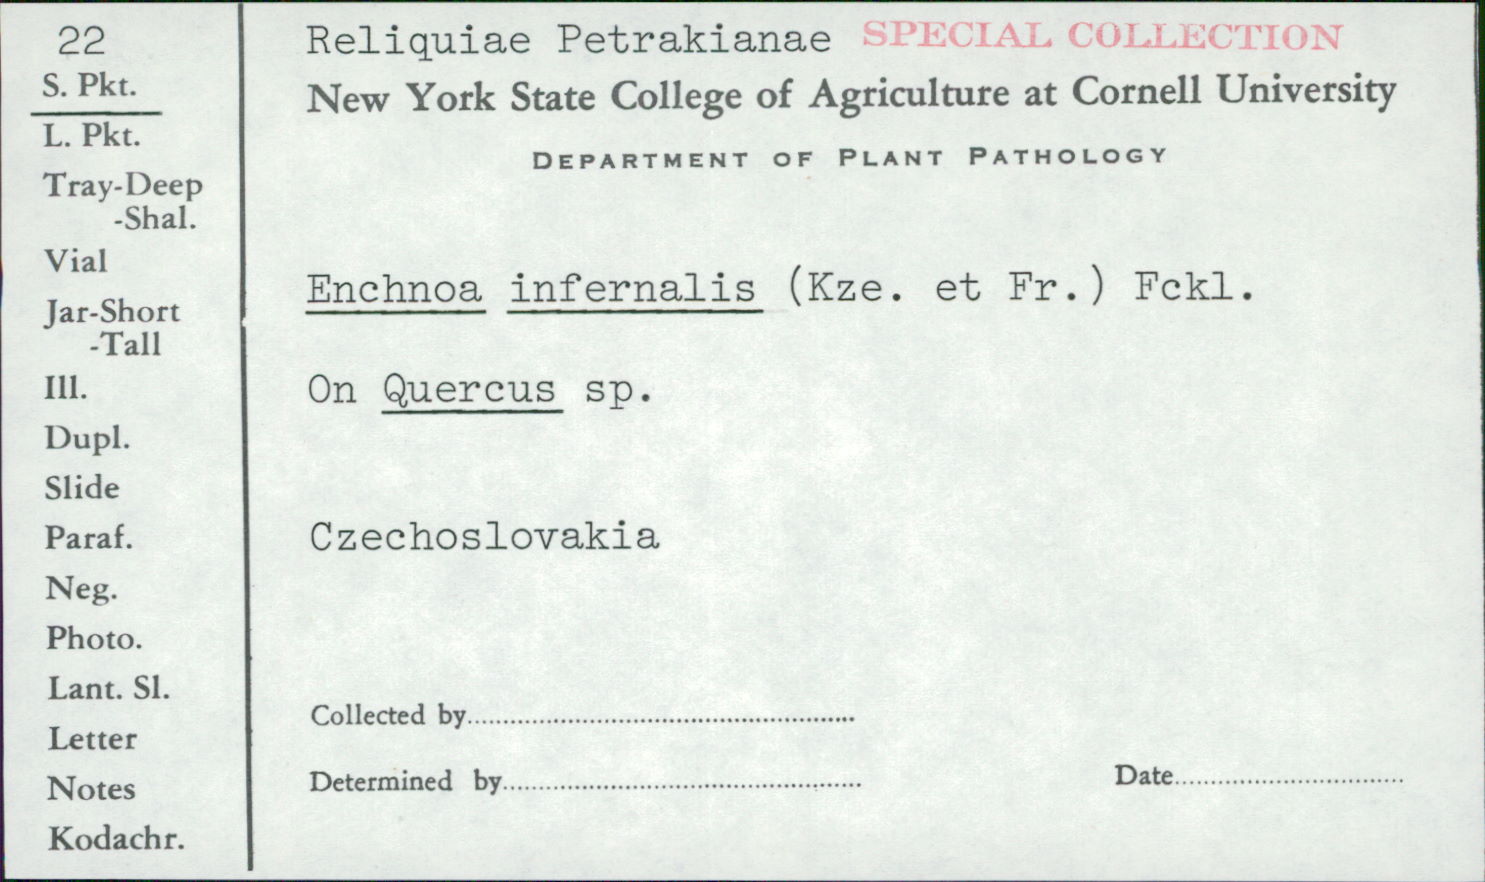 22
S. Pkt.
L. Pkt.
Tray-Deep
-Shal.
Vial
Jar-Short
-Tall
Ill.
Dupl.
Slide
Paraf.
Neg.
Photo.
Lant. Sl.
Letter
Notes
Kodachr.
Reliquiae Petrakianae SPECIAL COLLECTION
New York State College of Agriculture at Cornell University
DEPARTMENT OF PLANT PATHOLOGY
Enchnoa infernalis (Kze. et Fr.) Fckl.
On Quercus sp.
Czechoslovakia
Collected by
Determined by
Date